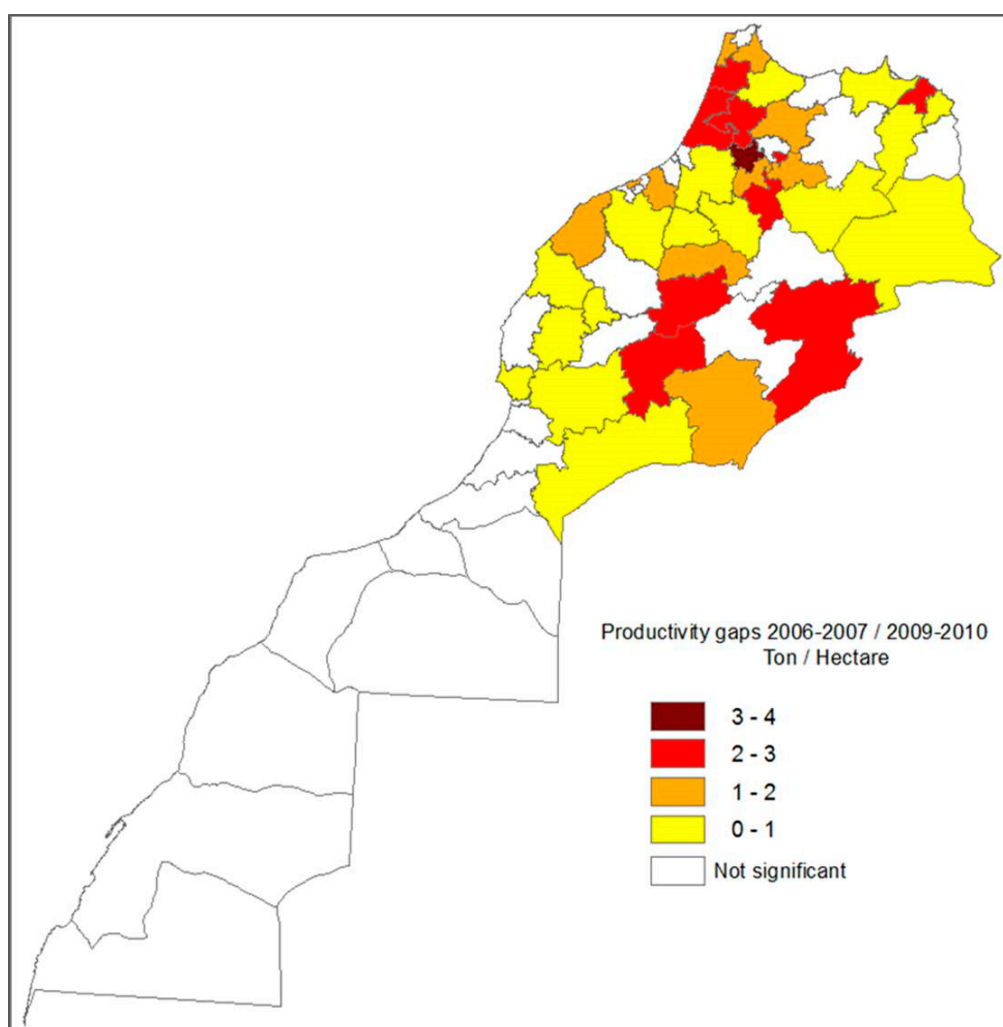 Productivity gaps 2006-2007 / 2009-2010
Ton / Hectare
3 - 4
2 - 3
1 - 2
0 - 1
Not significant